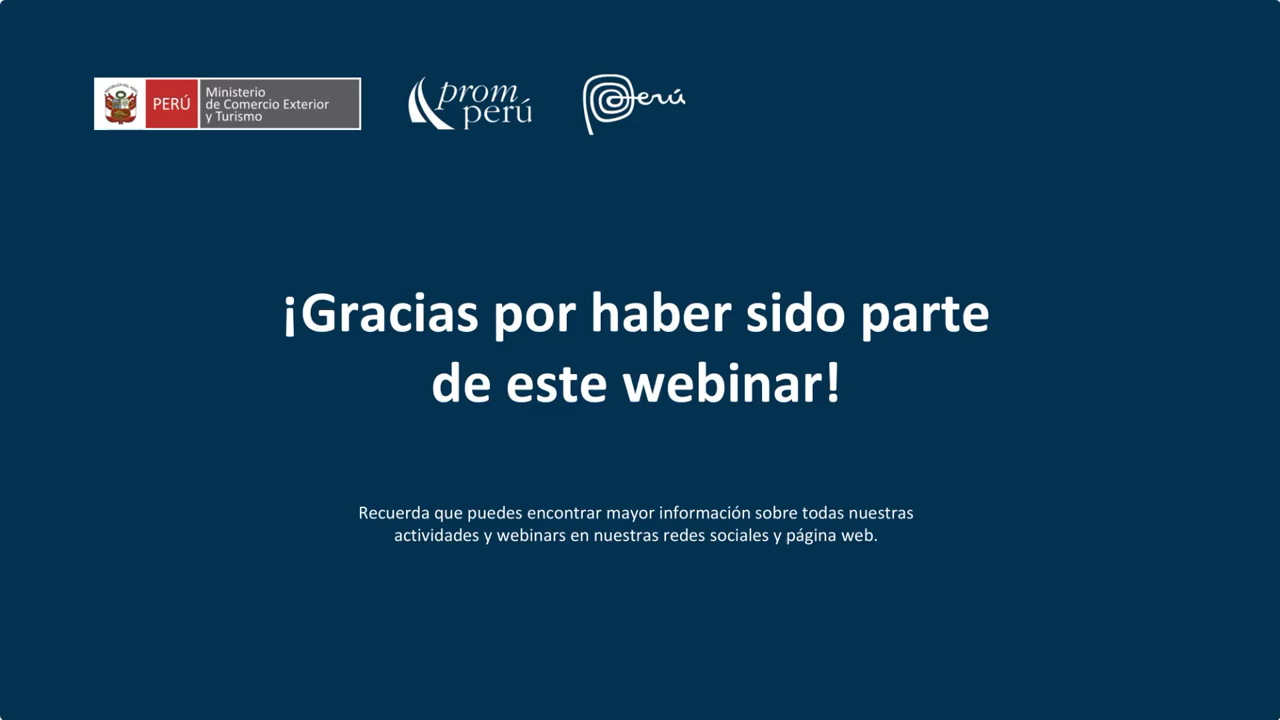 PERÚ
Ministerio
de Comercio Exterior
y Turismo
prom
perú
Perú
¡Gracias por haber sido parte
de este webinar!
Recuerda que puedes encontrar mayor información sobre todas nuestras
actividades y webinars en nuestras redes sociales y página web.